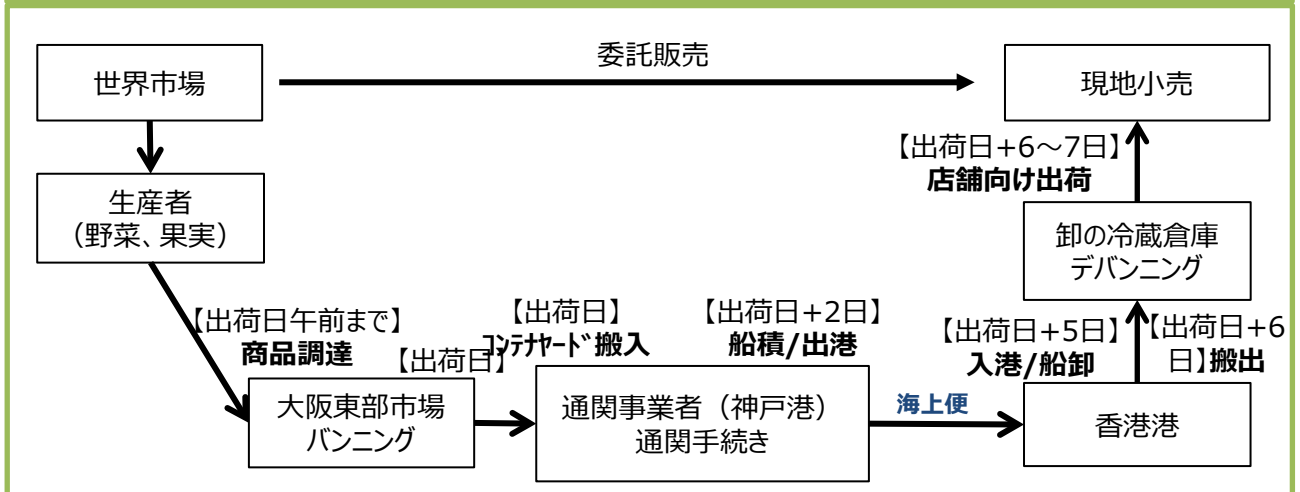 委託販売
世界市場
現地小売
【出荷日+6～7日】
店舗向け出荷
生産者
（野菜、果実）
卸の冷蔵倉庫
デバンニング
【出荷日午前まで】
商品調達
【出荷日】
【出荷日】
ｺﾝﾃﾅﾔｰﾄﾞ搬入
【出荷日+2日】
船積/出港
【出荷日+5日】
入港/船卸
【出荷日+6
日】搬出
大阪東部市場
バンニング
通関事業者（神戸港）
通関手続き
海上便
香港港